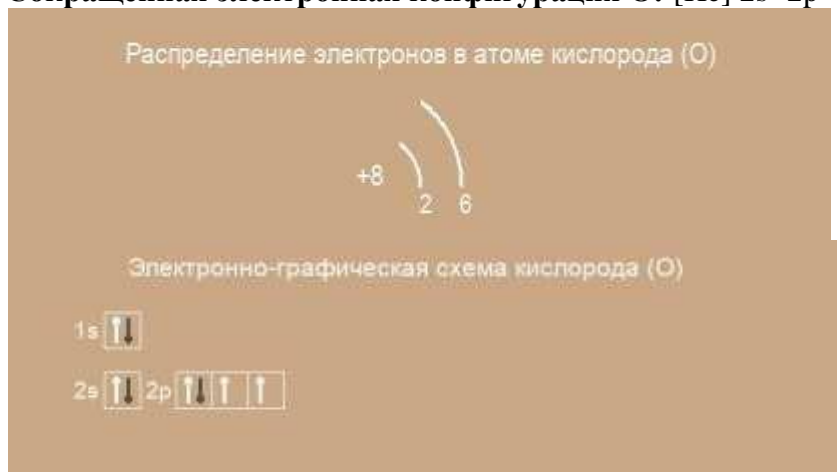 Распределение электронов в атоме кислорода (О)
+8
2 6
Электронно-графическая схема кислорода (О)
1s
2s 2p